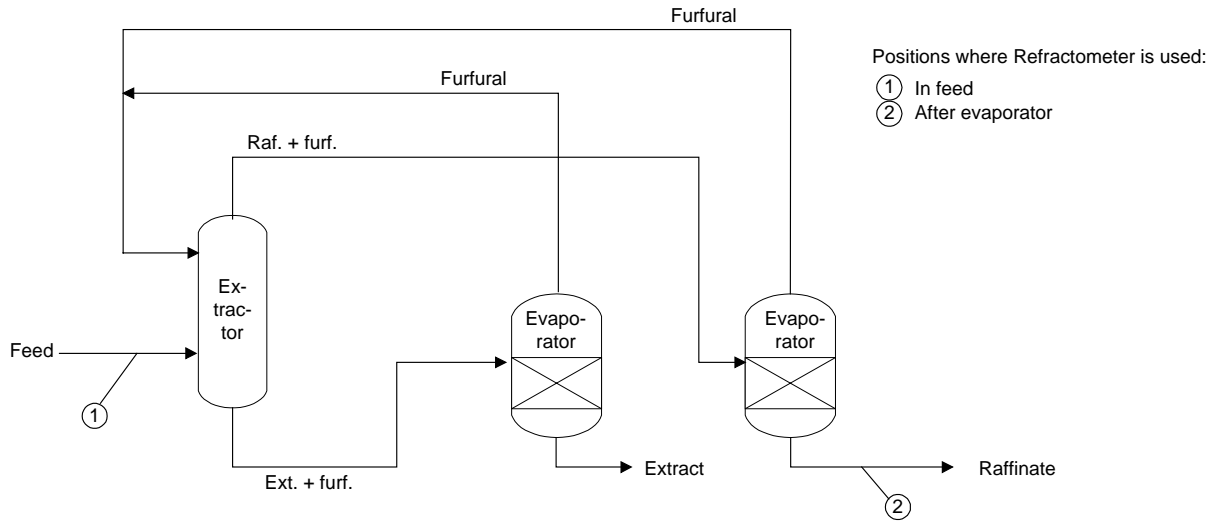 Furfural
Positions where Refractometer is used:
1 In feed
2 After evaporator
Furfural
Raf. + furf.
Ex-
trac-
tor
Evapo-
rator
Evapo-
rator
Feed
1
Ext. + furf.
Extract
Raffinate
2